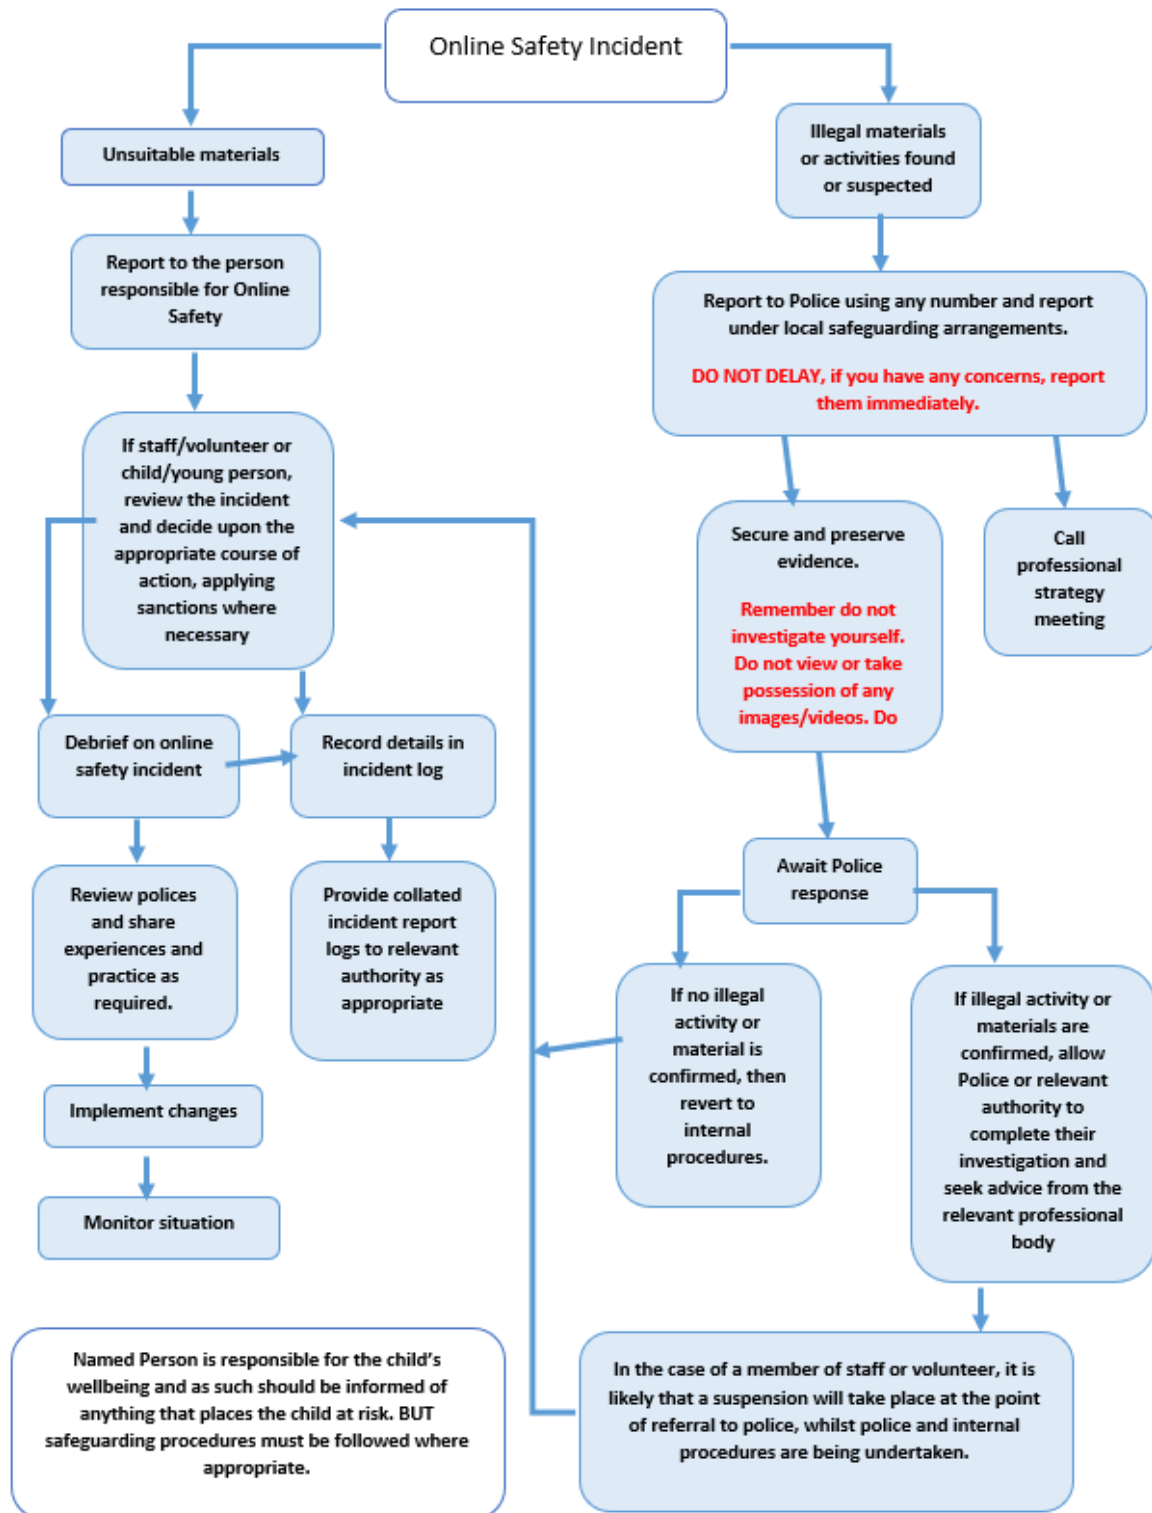 Online Safety Incident
Unsuitable materials
Report to the person
responsible for Online
Safety
If staff/volunteer or
child/young person,
review the incident
and decide upon the
appropriate course of
action, applying
sanctions where
necessary
Debrief on online
safety incident
Record details in
incident log
Review polices
and share
experiences and
practice as
required.
Provide collated
incident report
logs to relevant
authority as
appropriate
Implement changes
Monitor situation
Illegal materials
or activities found
or suspected
Report to Police using any number and report
under local safeguarding arrangements.
DO NOT DELAY, if you have any concerns, report
them immediately.
Secure and preserve
evidence.
Remember do not
investigate yourself.
Do not view or take
possession of any
images/videos. Do
Call
professional
strategy
meeting
Await Police
response
If no illegal
activity or
material is
confirmed, then
revert to
internal
procedures.
If illegal activity or
materials are
confirmed, allow
Police or relevant
authority to
complete their
investigation and
seek advice from the
relevant professional
body
In the case of a member of staff or volunteer, it is
likely that a suspension will take place at the point
of referral to police, whilst police and internal
procedures are being undertaken.
Named Person is responsible for the child’s
wellbeing and as such should be informed of
anything that places the child at risk. BUT
safeguarding procedures must be followed where
appropriate.